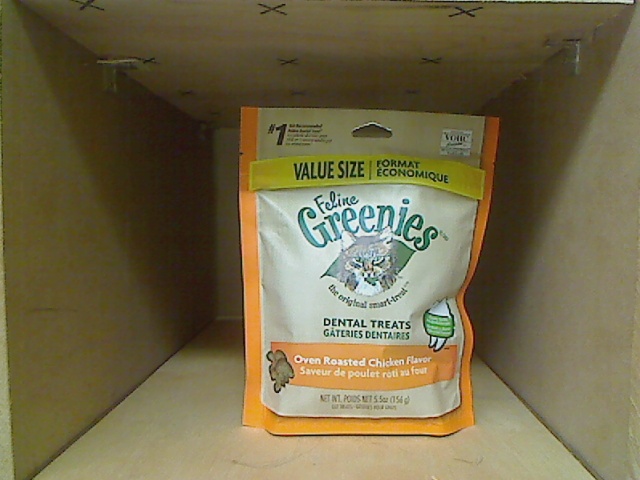 #1
VALUE SIZE
FORMAT
ÉCONOMIQUE
Feline
Greenies
the original smart-treat
DENTAL TREATS
GÂTERIES DENTAIRES
Oven Roasted Chicken Flavor
Saveur de poulet rôti au four
NET WT. POIDS NET 5.5oz (156 g)